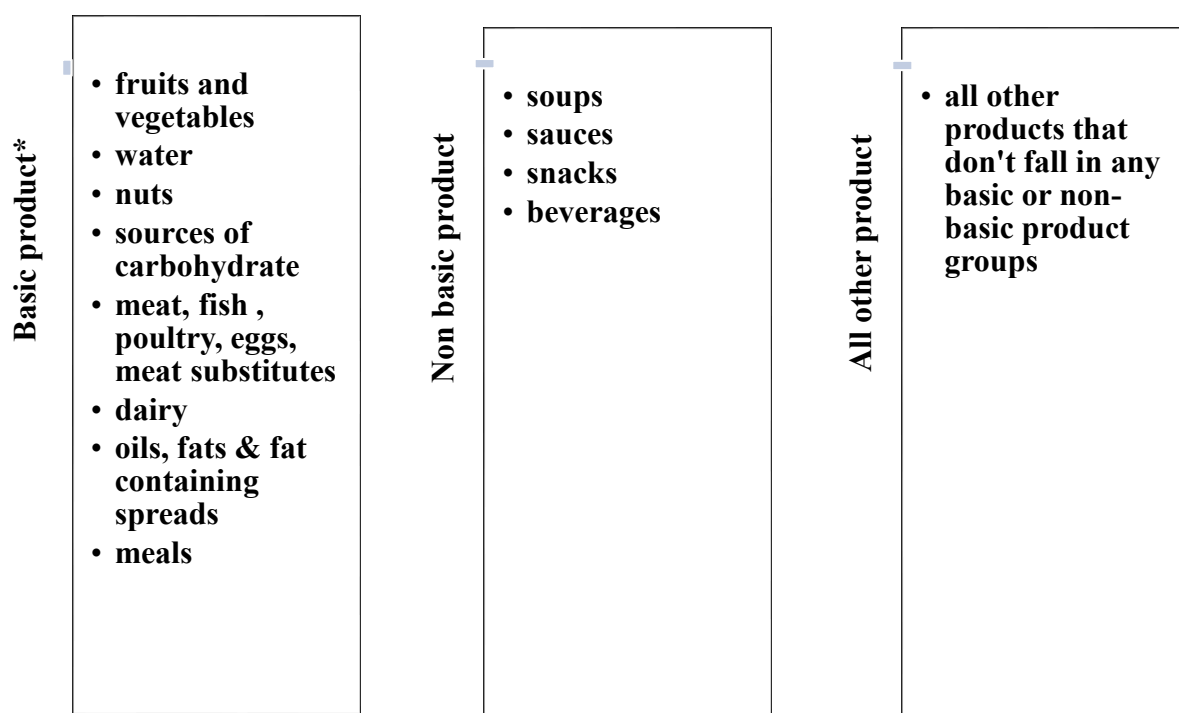 Basic product*
• fruits and
vegetables
• water
• nuts
• sources of
carbohydrate
• meat, fish ,
poultry, eggs,
meat substitutes
• dairy
• oils, fats & fat
containing
spreads
• meals
Non basic product
• soups
• sauces
• snacks
• beverages
All other product
• all other
products that
don't fall in any
basic or non-
basic product
groups